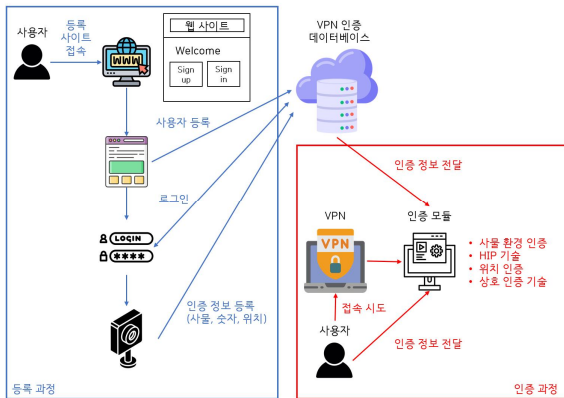 사용자
등록
사이트
접속
WWW
웹 사이트
Welcome
Sign
up
Sign
in
VPN 인증
데이터베이스
사용자 등록
로그인
LOGIN
****
인증 정보 등록
(사물, 숫자, 위치)
등록 과정
인증 정보 전달
VPN
VPN
인증 모듈
• 사물 환경 인증
• HIP 기술
• 위치 인증
• 상호 인증 기술
접속 시도
사용자
인증 정보 전달
인증 과정